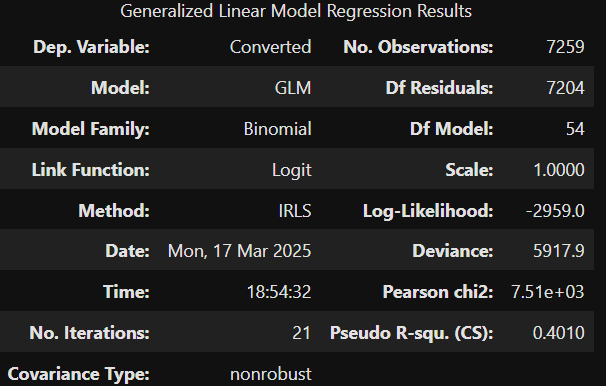 Generalized Linear Model Regression Results
Dep. Variable: Converted No. Observations: 7259
Model: GLM Df Residuals: 7204
Model Family: Binomial Df Model: 54
Link Function: Logit Scale: 1.0000
Method: IRLS Log-Likelihood: -2959.0
Date: Mon, 17 Mar 2025 Deviance: 5917.9
Time: 18:54:32 Pearson chi2: 7.51e+03
No. Iterations: 21 Pseudo R-squ. (CS): 0.4010
Covariance Type: nonrobust